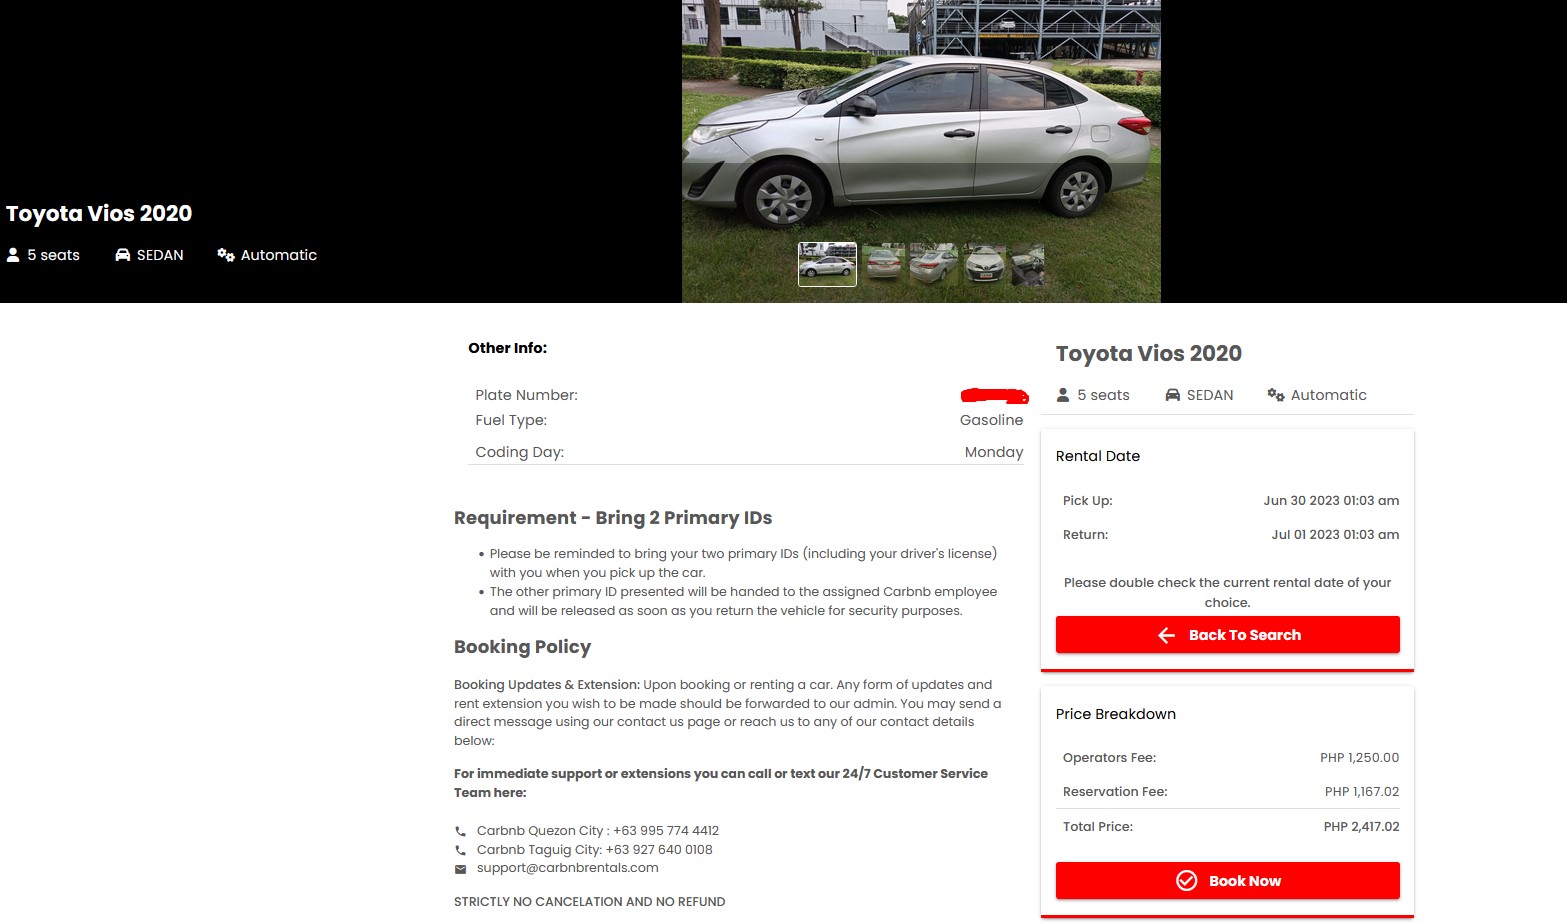 Toyota Vios 2020
5 seats SEDAN Automatic
Other Info:
Plate Number:
Fuel Type: Gasoline
Coding Day: Monday
Requirement - Bring 2 Primary IDs
• Please be reminded to bring your two primary IDs (including your driver's license)
with you when you pick up the car.
• The other primary ID presented will be handed to the assigned Carbnb employee
and will be released as soon as you return the vehicle for security purposes.
Booking Policy
Booking Updates & Extension: Upon booking or renting a car. Any form of updates and
rent extension you wish to be made should be forwarded to our admin. You may send a
direct message using our contact us page or reach us to any of our contact details
below:
For immediate support or extensions you can call or text our 24/7 Customer Service
Team here:
Carbnb Quezon City : +63 995 774 4412
Carbnb Taguig City: +63 927 640 0108
support@carbnbrentals.com
STRICTLY NO CANCELATION AND NO REFUND
Toyota Vios 2020
5 seats SEDAN Automatic
Rental Date
Pick Up: Jun 30 2023 01:03 am
Return: Jul 01 2023 01:03 am
Please double check the current rental date of your
choice.
Back To Search
Price Breakdown
Operators Fee: PHP 1,250.00
Reservation Fee: PHP 1,167.02
Total Price: PHP 2,417.02
Book Now